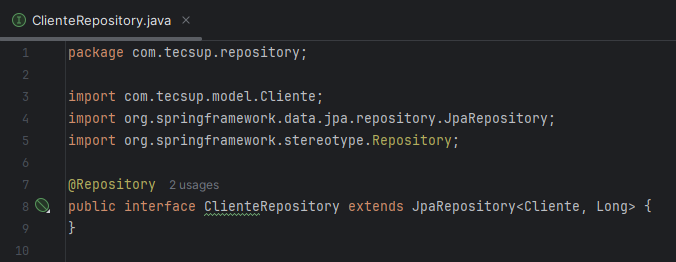 ClienteRepository.java
1 package com.tecsup.repository;
2
3 import com.tecsup.model.Cliente;
4 import org.springframework.data.jpa.repository.JpaRepository;
5 import org.springframework.stereotype.Repository;
6
7 @Repository 2 usages
8 public interface ClienteRepository extends JpaRepository<Cliente, Long> {
9 }
10